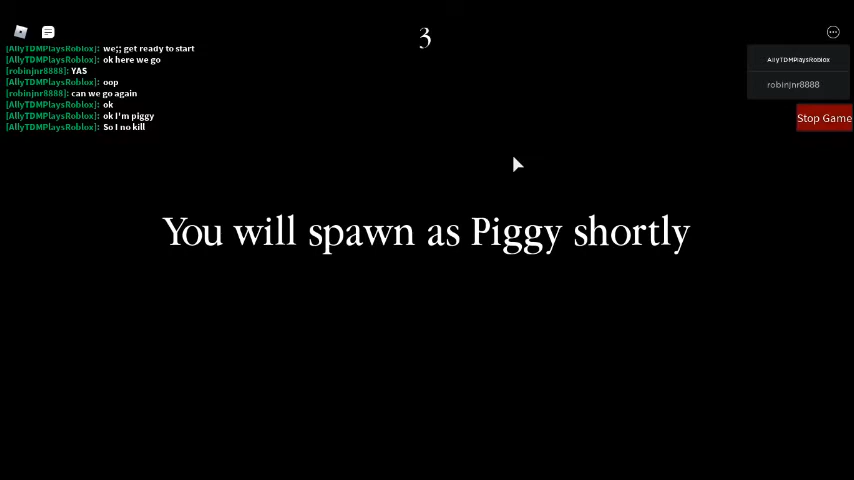 3
[AllyTDMPlaysRoblox]: we;; get ready to start
[AllyTDMPlaysRoblox]: ok here we go
[robinjnr8888]: YAS
[AllyTDMPlaysRoblox]: oop
[robinjnr8888]: can we go again
[AllyTDMPlaysRoblox]: ok
[AllyTDMPlaysRoblox]: ok I'm piggy
[AllyTDMPlaysRoblox]: So I no kill
AllyTDMPlaysRoblox
robinjnr8888
Stop Game
You will spawn as Piggy shortly